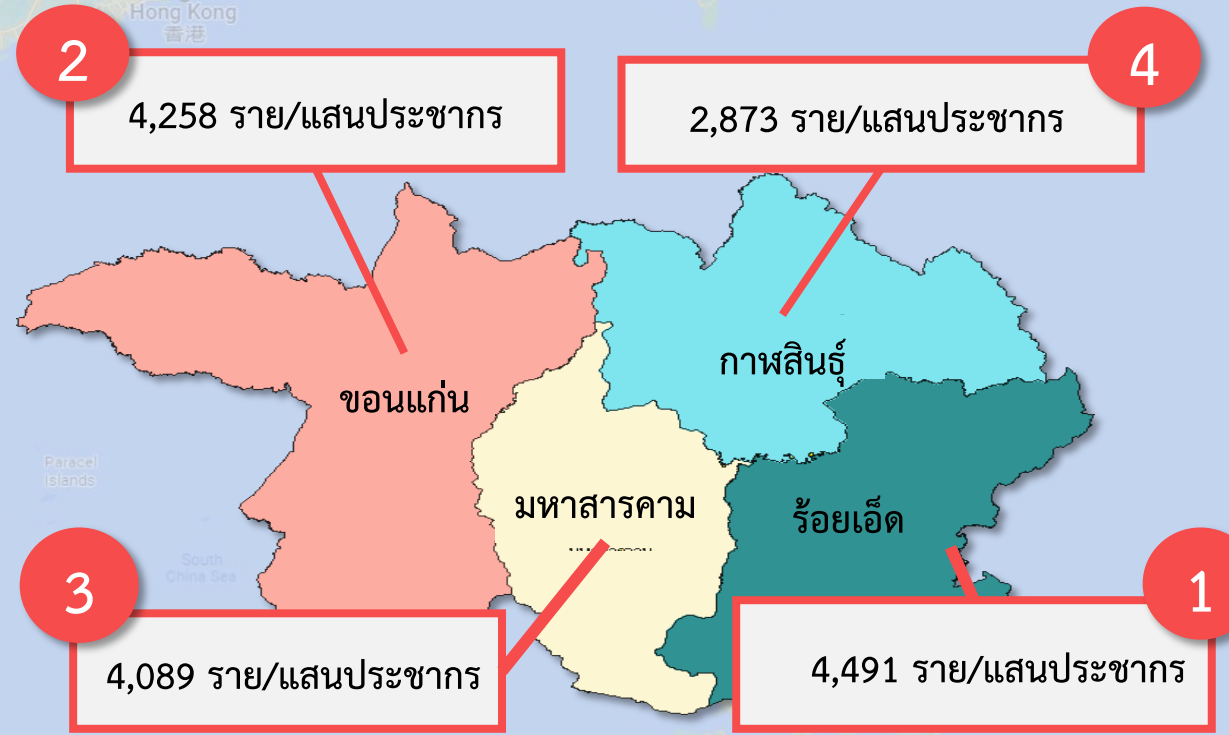 Hong Kong
香港
2
4,258 ราย/แสนประชากร
4
2,873 ราย/แสนประชากร
กาฬสินธุ์
ขอนแก่น
Paracel
Islands
มหาสารคาม
ร้อยเอ็ด
South
China Sea
3
4,089 ราย/แสนประชากร
1
4,491 ราย/แสนประชากร